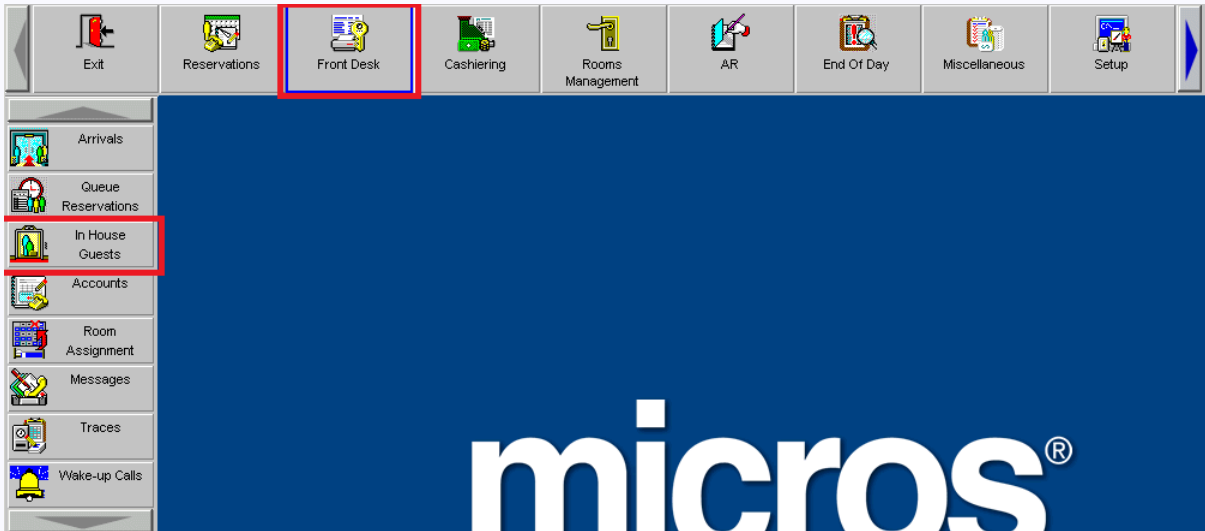 Exit
Reservations
Front Desk
Cashiering
Rooms
Management
AR
End Of Day
Miscellaneous
Setup
Arrivals
Queue
Reservations
In House
Guests
Accounts
Room
Assignment
Messages
Traces
Wake-up Calls
micros®